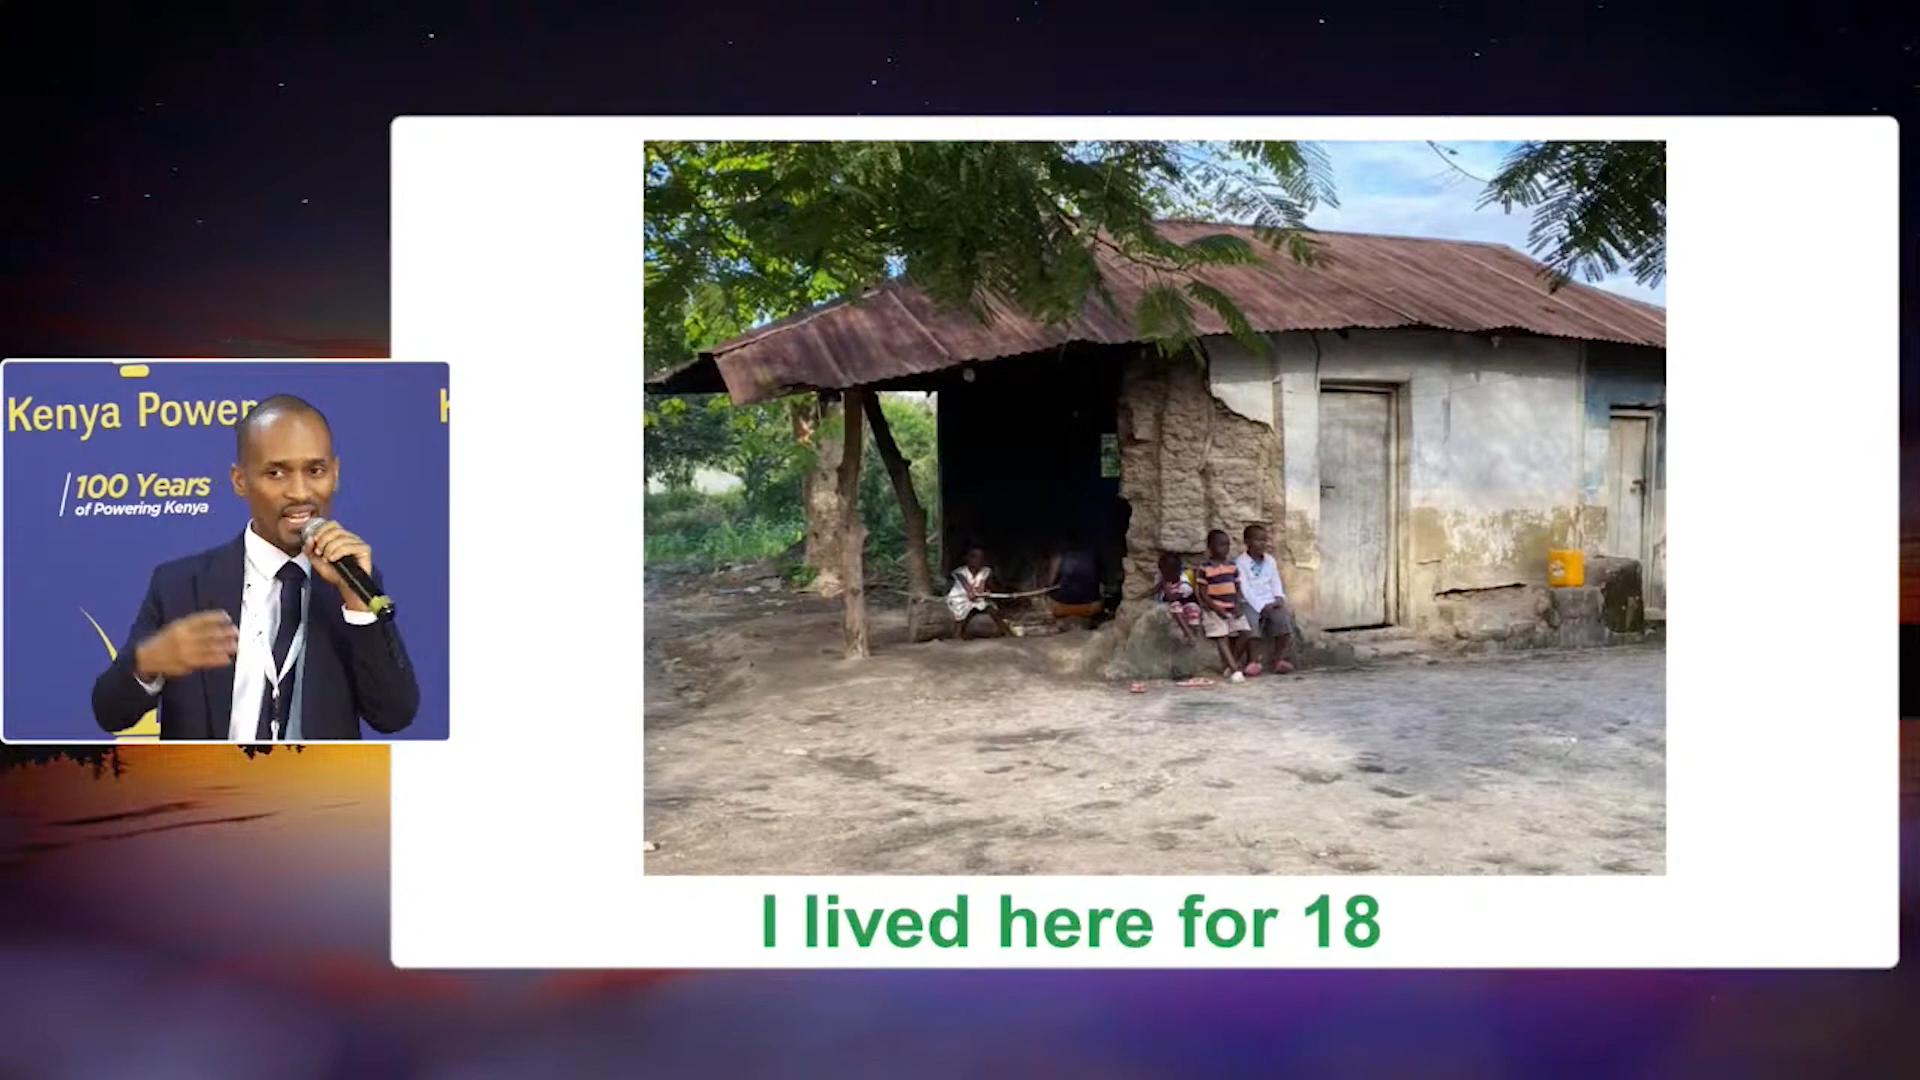 Kenya Power
100 Years
of Powering Kenya
I lived here for 18